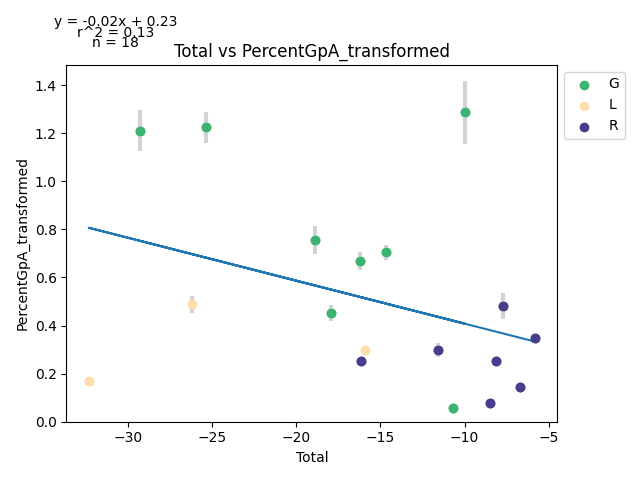 y = -0.02x + 0.23
r^2 = 0.13
n = 18
Total vs PercentGpA_transformed
G
L
R
PercentGpA_transformed
1.4
1.2
1.0
0.8
0.6
0.4
0.2
0.0
−30
−25
−20
−15
−10
−5
Total